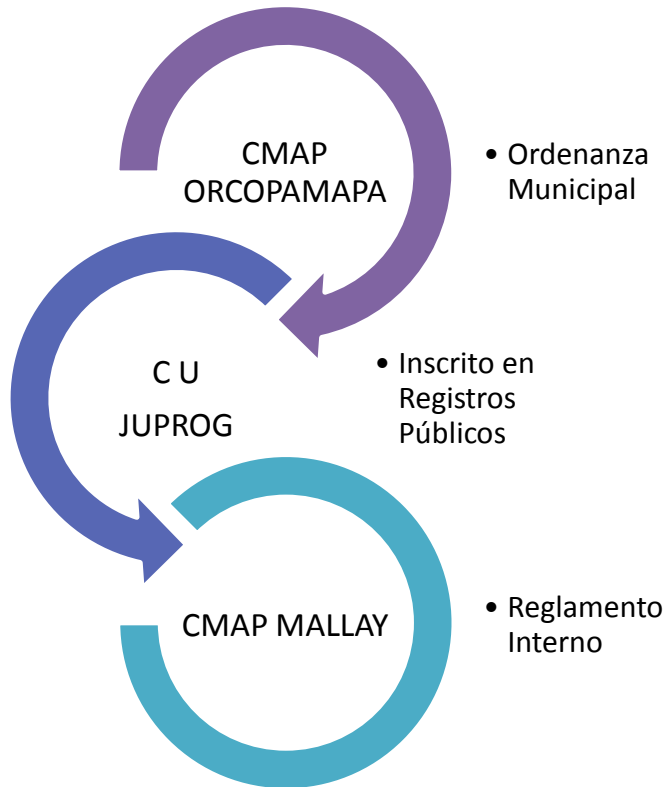 CMAP
ORCOPAMAPA
• Ordenanza
Municipal
C U
JUPROG
• Inscrito en
Registros
Públicos
CMAP MALLAY
• Reglamento
Interno